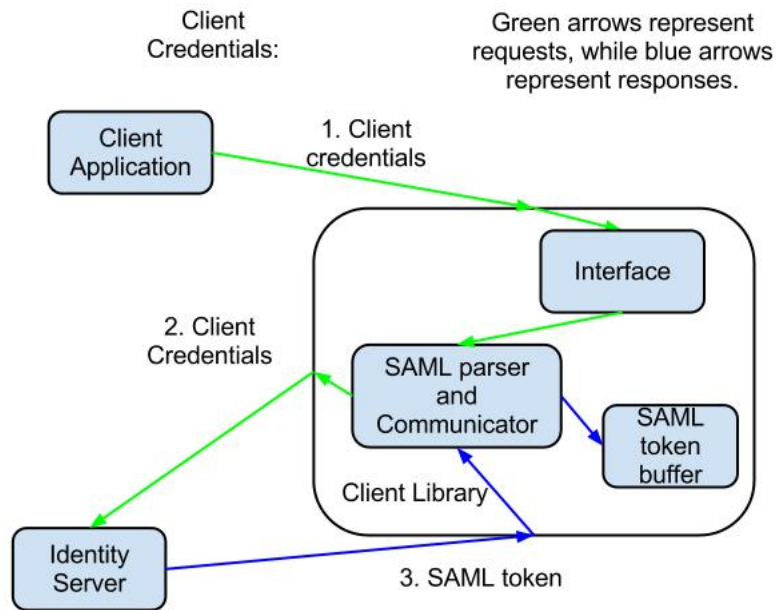 Client
Credentials:
Green arrows represent
requests, while blue arrows
represent responses.
Client
Application
1. Client
credentials
Interface
2. Client
Credentials
SAML parser
and
Communicator
SAML
token
buffer
Client Library
Identity
Server
3. SAML token